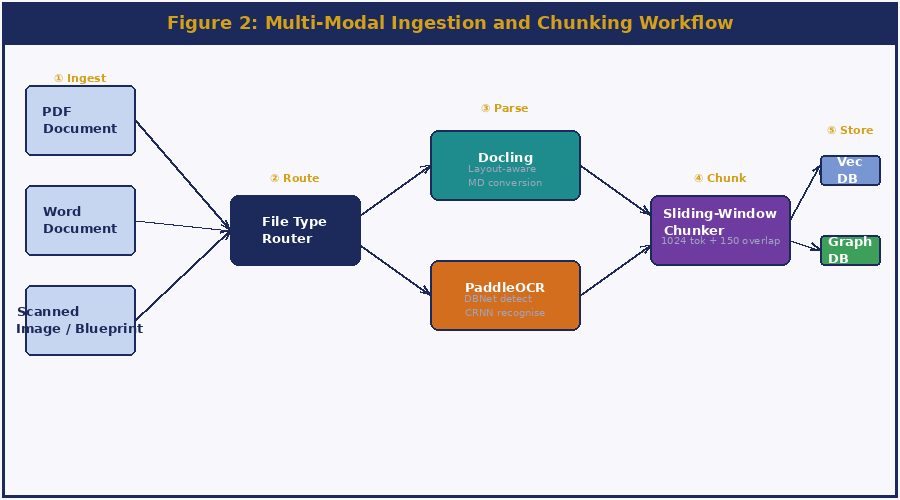 Figure 2: Multi-Modal Ingestion and Chunking Workflow
① Ingest
PDF
Document
Word
Document
Scanned
Image / Blueprint
② Route
File Type
Router
③ Parse
Docling
Layout-aware
MD conversion
PaddleOCR
DBNet detect
CRNN recognise
④ Chunk
Sliding-Window
Chunker
1024 tok + 150 overlap
⑤ Store
Vec
DB
Graph
DB